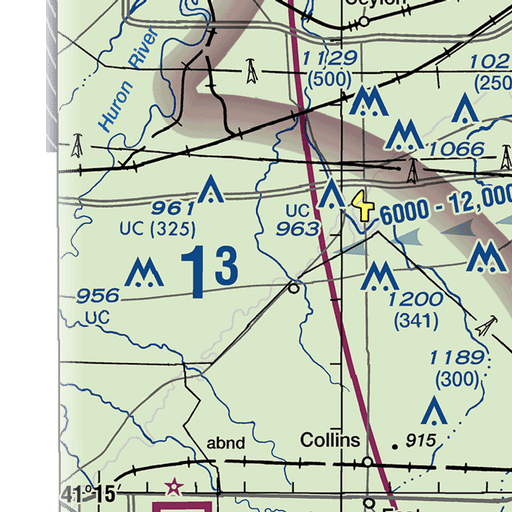 Ceylon
Huron River
1129
(500)
102
(250
1066
961
UC (325)
UC
963
6000 - 12,000
13
956
UC
1200
(341)
1189
(300)
abnd
Collins
915
41°15'